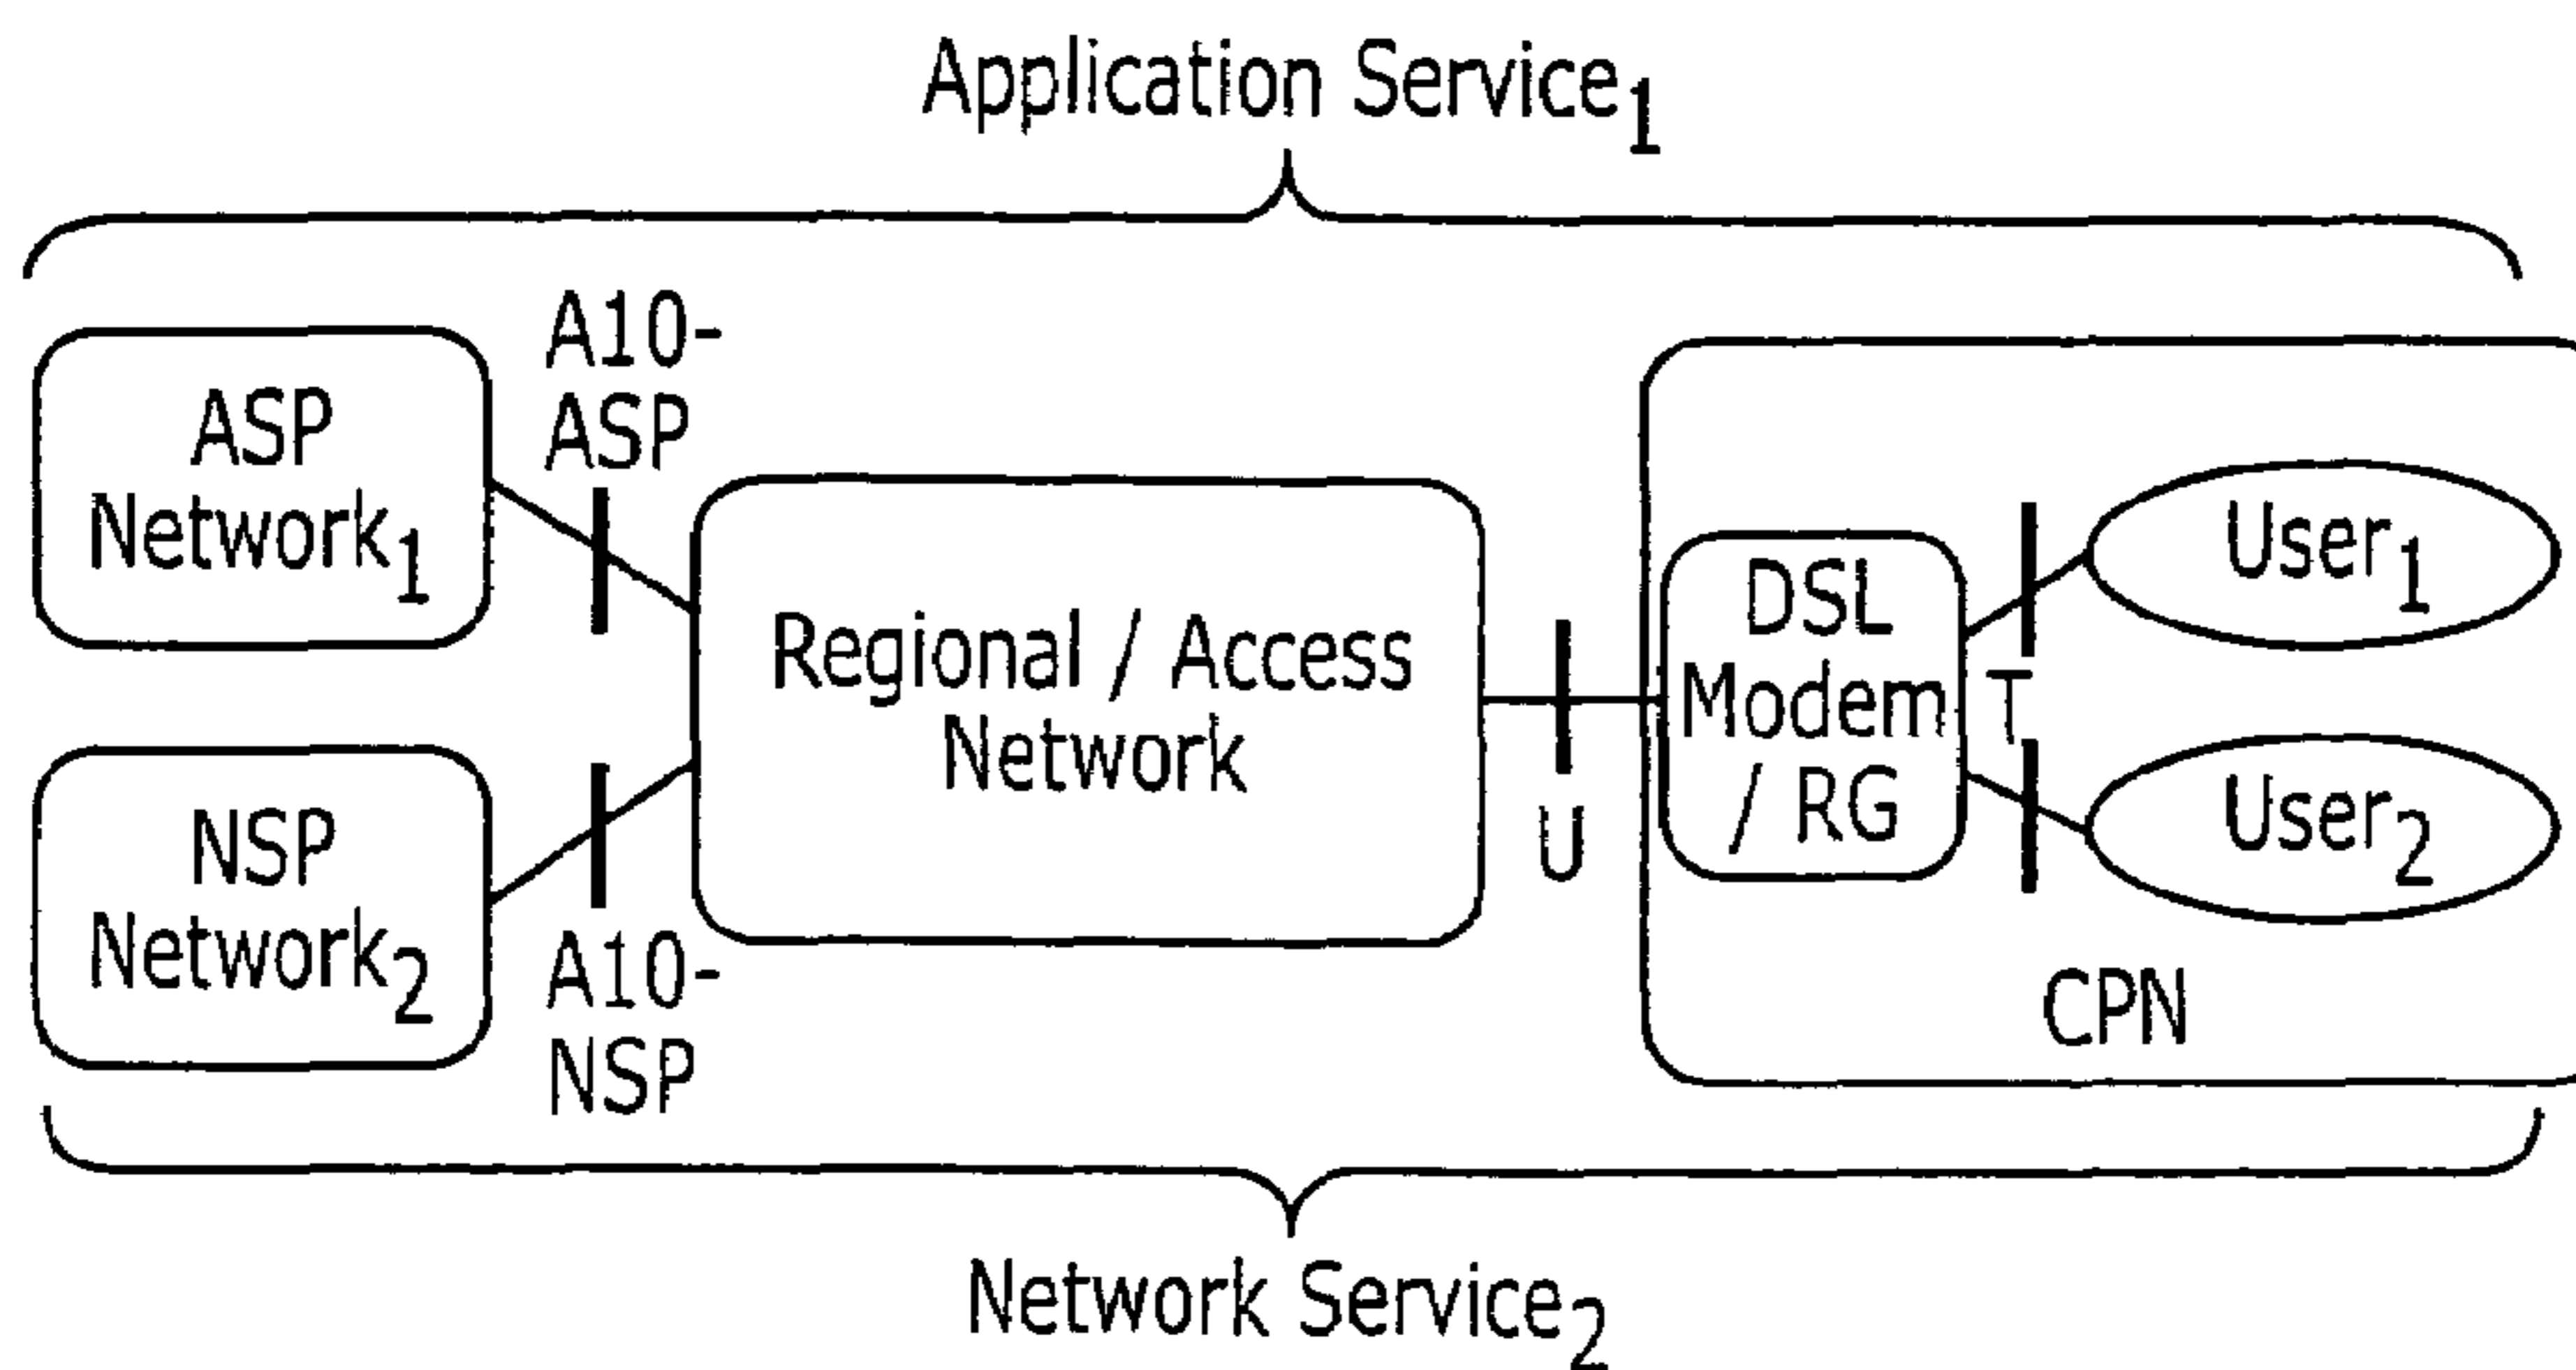 Application Service₁
A10-
ASP
ASP
Network₁
Regional / Access
Network
NSP
Network₂
A10-
NSP
U
DSL
Modem
/ RG
T
User₁
User₂
CPN
Network Service₂